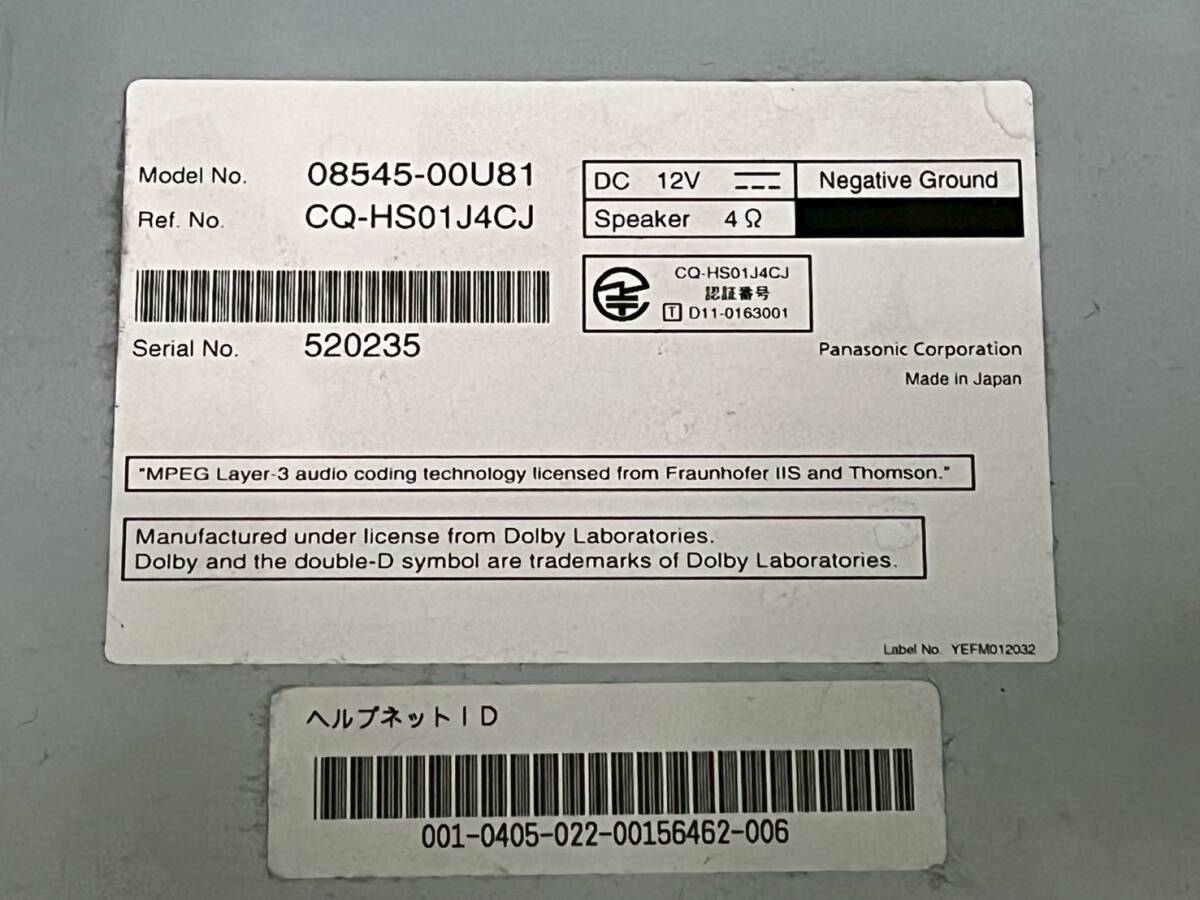 Model No. 08545-00U81
Ref. No. CQ-HS01J4CJ
DC 12V Negative Ground
Speaker 4Ω
CQ-HS01J4CJ
認証番号
T D11-0163001
Serial No. 520235
Panasonic Corporation
Made in Japan
"MPEG Layer-3 audio coding technology licensed from Fraunhofer IIS and Thomson."
Manufactured under license from Dolby Laboratories.
Dolby and the double-D symbol are trademarks of Dolby Laboratories.
Label No. YEFM012032
ヘルプネットID
001-0405-022-00156462-006